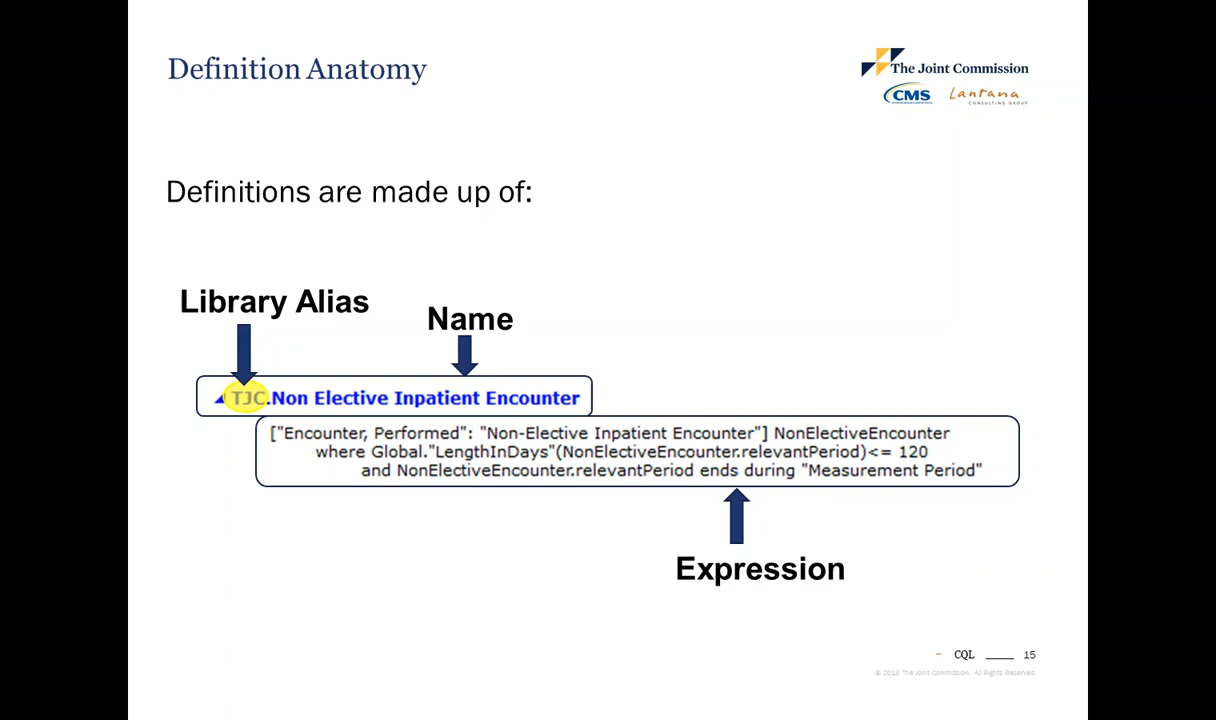 Definition Anatomy
The Joint Commission
CMS Lantana
CONSULTING GROUP
Definitions are made up of:
Library Alias
Name
TJC.Non Elective Inpatient Encounter
["Encounter, Performed": "Non-Elective Inpatient Encounter"] NonElectiveEncounter
where Global."LengthInDays"(NonElectiveEncounter.relevantPeriod)<= 120
and NonElectiveEncounter.relevantPeriod ends during "Measurement Period"
Expression
– CQL ____ 15
© 2018 The Joint Commission. All Rights Reserved.